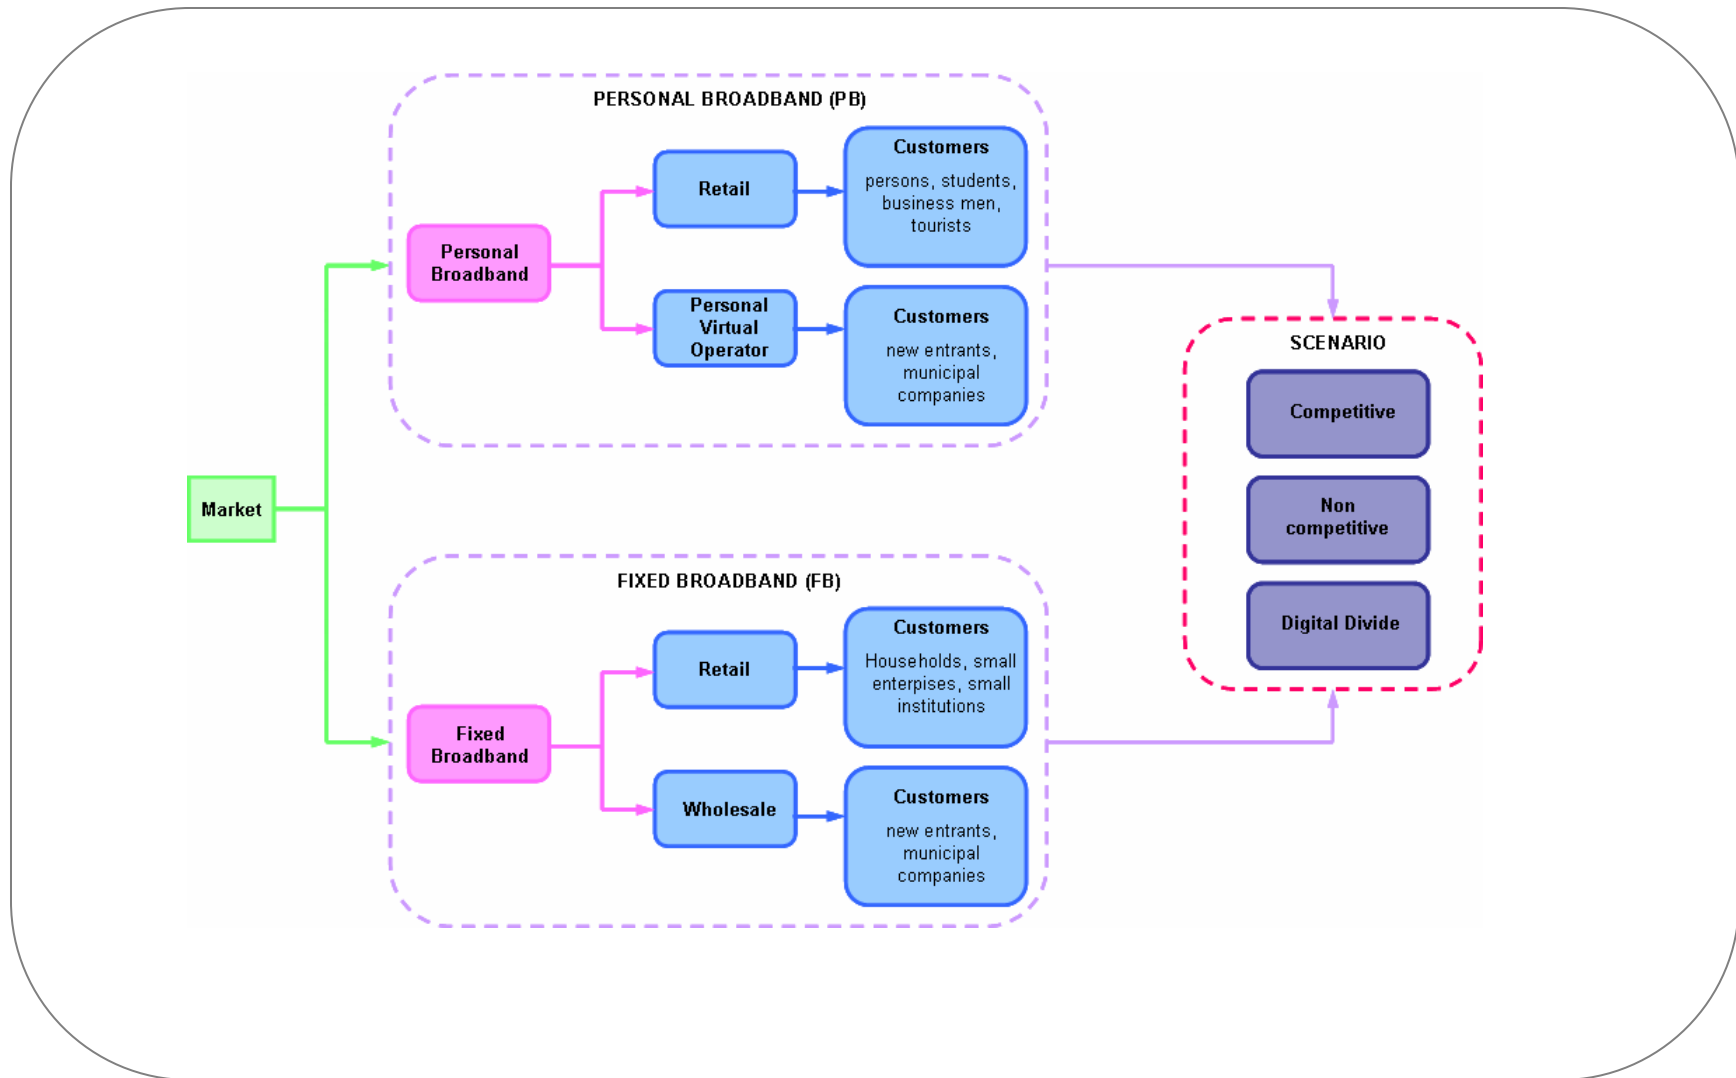 PERSONAL BROADBAND (PB)
Personal
Broadband
Retail
Customers
persons, students,
business men,
tourists
Personal
Virtual
Operator
Customers
new entrants,
municipal
companies
Market
SCENARIO
Competitive
Non
competitive
Digital Divide
FIXED BROADBAND (FB)
Fixed
Broadband
Retail
Customers
Households, small
enterpises, small
institutions
Wholesale
Customers
new entrants,
municipal
companies